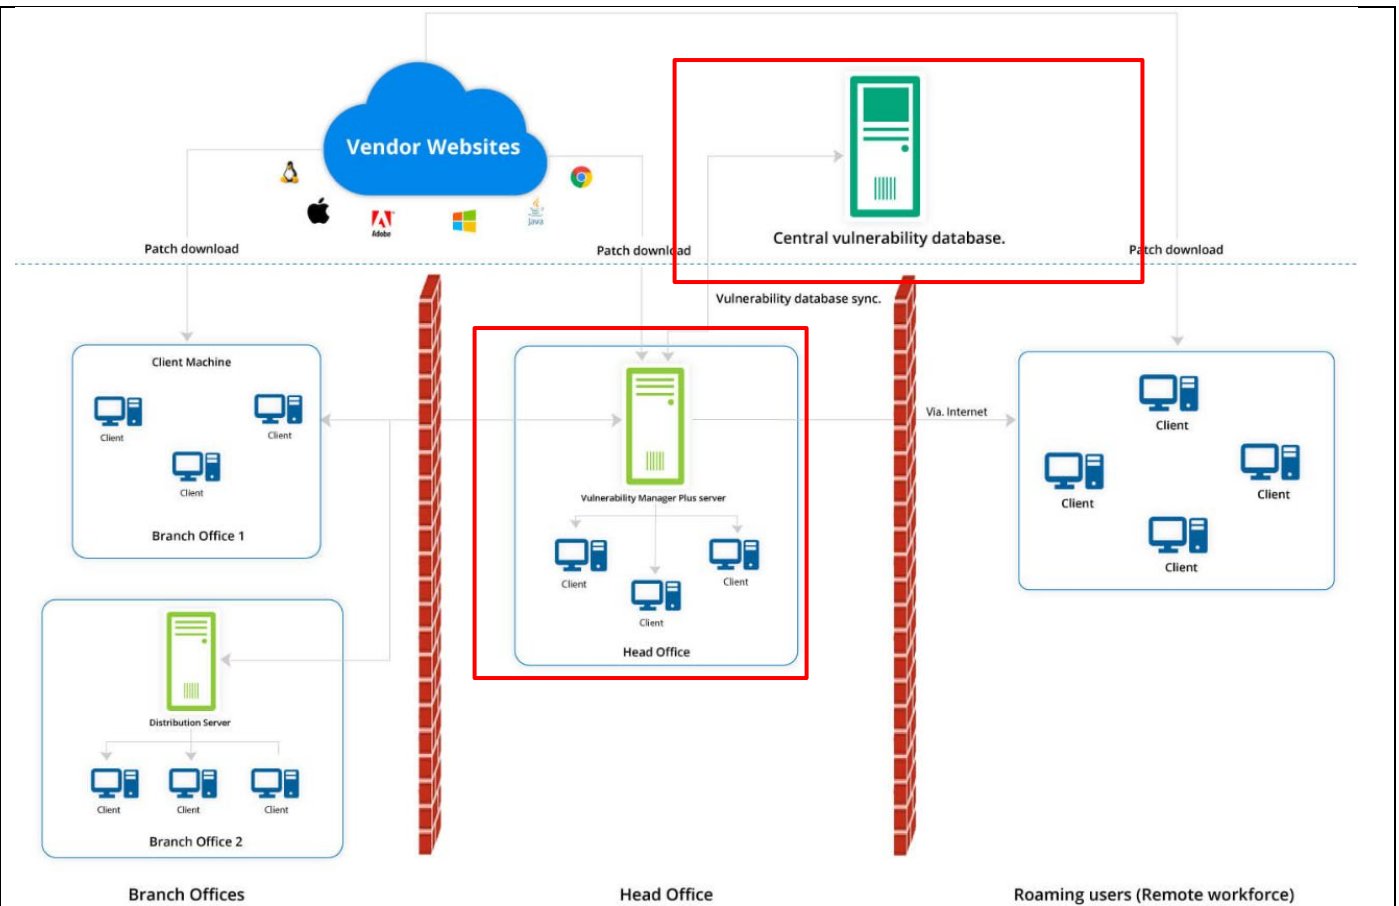 Vendor Websites
Adobe
Java
Central vulnerability database.
Patch download
Patch download
Patch download
Vulnerability database sync.
Client Machine
Client
Client
Client
Branch Office 1
Distribution Server
Client
Client
Client
Branch Office 2
Vulnerability Manager Plus server
Client
Client
Client
Head Office
Via. Internet
Client
Client
Client
Client
Branch Offices
Head Office
Roaming users (Remote workforce)